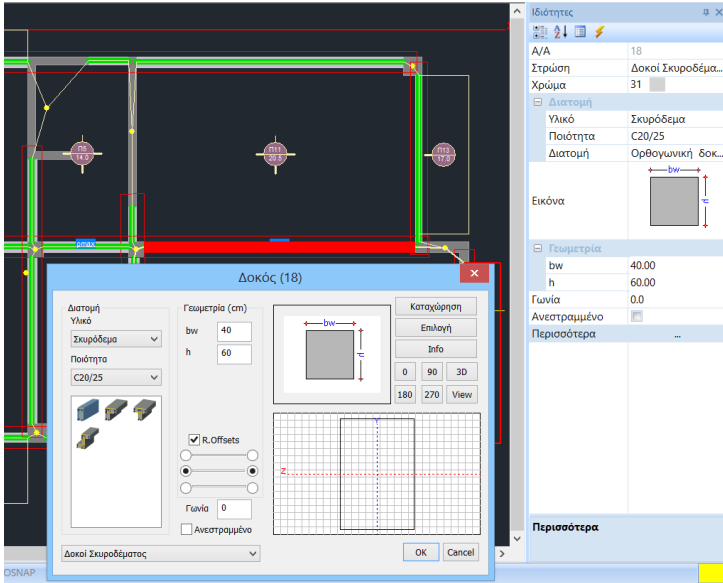 Ιδιότητες
A/A 18
Στρώση Δοκοί Σκυροδέμα...
Χρώμα 31
Διατομή
Υλικό Σκυρόδεμα
Ποιότητα C20/25
Διατομή Ορθογωνική δοκ...
Εικόνα
bw
h
Γεωμετρία
bw 40.00
h 60.00
Γωνία 0.0
Ανεστραμμένο
Περισσότερα ...
Περισσότερα
Π5
14.0
Π11
20.5
Π13
17.0
pmax
Δοκός (18)
Διατομή
Υλικό
Σκυρόδεμα
Ποιότητα
C20/25
Γεωμετρία (cm)
bw 40
h 60
R.Offsets
Γωνία 0
Ανεστραμμένο
bw
h
Καταχώρηση
Επιλογή
Info
0 90 3D
180 270 View
Y
Z
Δοκοί Σκυροδέματος
OK Cancel
OSNAP